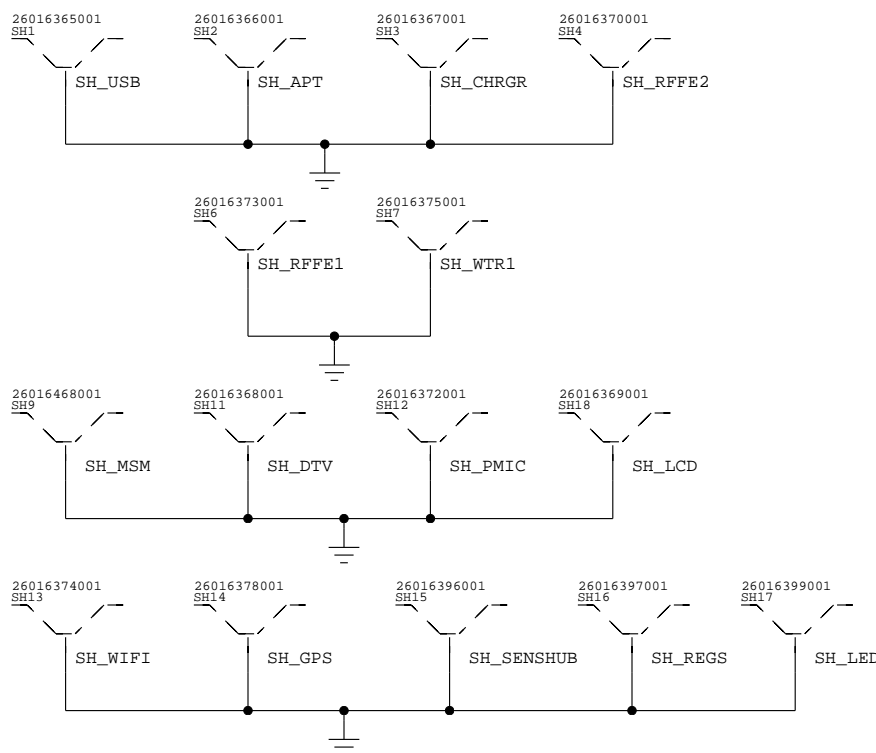 26016365001 26016366001 26016367001 26016370001
SH1 SH2 SH3 SH4
SH_USB SH_APT SH_CHRGR SH_RFFE2
26016373001 26016375001
SH6 SH7
SH_RFFE1 SH_WTR1
26016468001 26016368001 26016372001 26016369001
SH9 SH11 SH12 SH18
SH_MSM SH_DTV SH_PMIC SH_LCD
26016374001 26016378001 26016396001 26016397001 26016399001
SH13 SH14 SH15 SH16 SH17
SH_WIFI SH_GPS SH_SENSHUB SH_REGS SH_LED